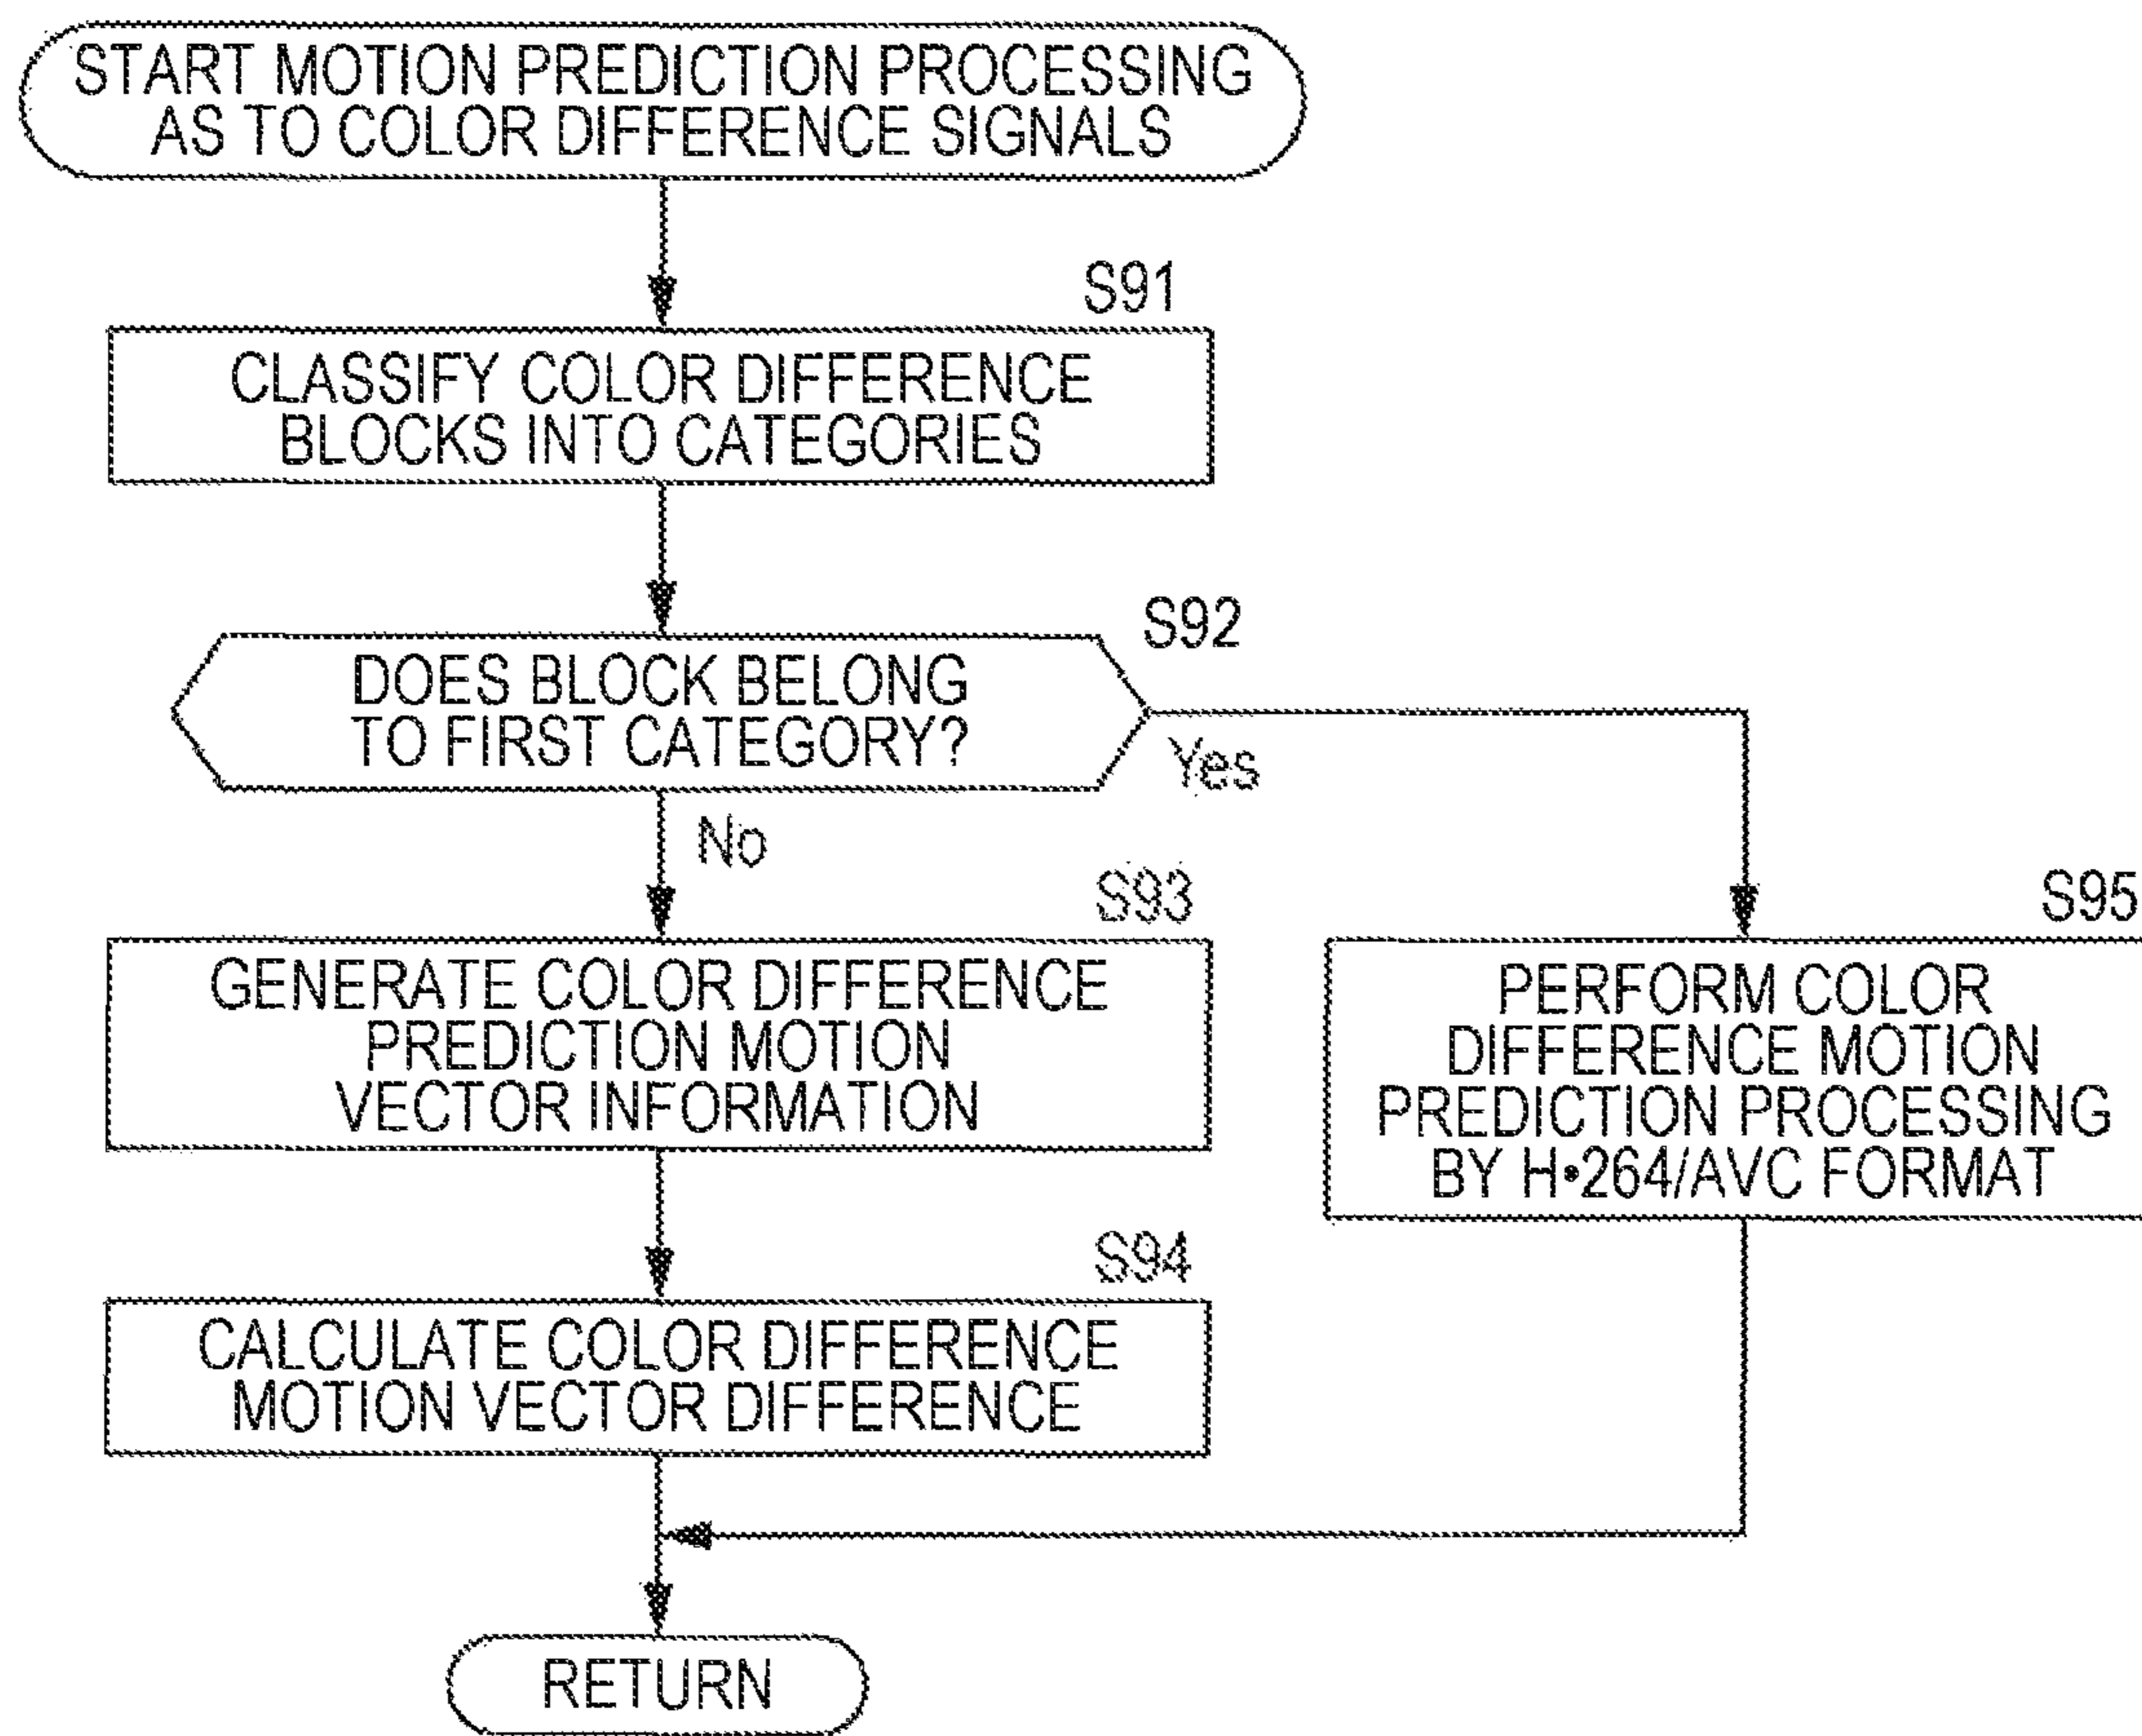 START MOTION PREDICTION PROCESSING
AS TO COLOR DIFFERENCE SIGNALS
S91
CLASSIFY COLOR DIFFERENCE
BLOCKS INTO CATEGORIES
S92
DOES BLOCK BELONG
TO FIRST CATEGORY?
Yes
No
S93
GENERATE COLOR DIFFERENCE
PREDICTION MOTION
VECTOR INFORMATION
S95
PERFORM COLOR
DIFFERENCE MOTION
PREDICTION PROCESSING
BY H•264/AVC FORMAT
S94
CALCULATE COLOR DIFFERENCE
MOTION VECTOR DIFFERENCE
RETURN